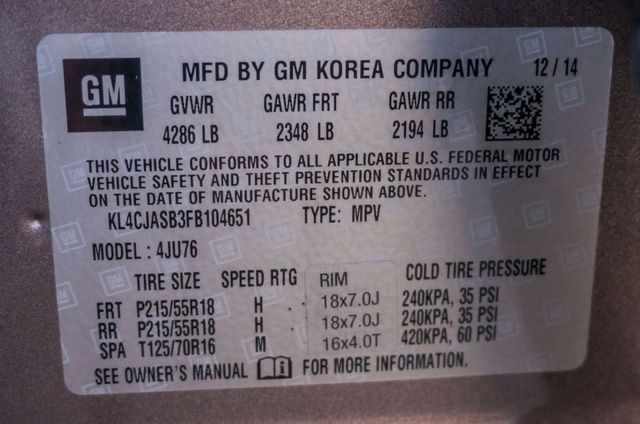 GM MFD BY GM KOREA COMPANY 12/14
GVWR GAWR FRT GAWR RR
4286 LB 2348 LB 2194 LB
THIS VEHICLE CONFORMS TO ALL APPLICABLE U.S. FEDERAL MOTOR
VEHICLE SAFETY AND THEFT PREVENTION STANDARDS IN EFFECT
ON THE DATE OF MANUFACTURE SHOWN ABOVE.
KL4CJASB3FB104651 TYPE: MPV
MODEL : 4JU76
TIRE SIZE SPEED RTG RIM COLD TIRE PRESSURE
FRT P215/55R18 H 18x7.0J 240KPA, 35 PSI
RR P215/55R18 H 18x7.0J 240KPA, 35 PSI
SPA T125/70R16 M 16x4.0T 420KPA, 60 PSI
SEE OWNER'S MANUAL FOR MORE INFORMATION.